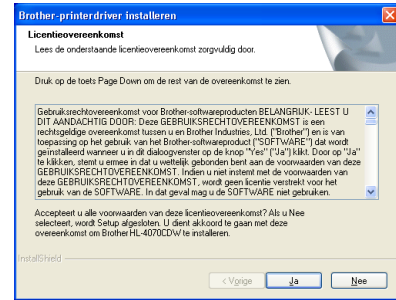 Brother-printerdriver installeren
Licentieovereenkomst
Lees de onderstaande licentieovereenkomst zorgvuldig door.
Druk op de toets Page Down om de rest van de overeenkomst te zien.
Gebruiksrechtovereenkomst voor Brother-softwareproducten BELANGRIJK- LEEST U
DIT AANDACHTIG DOOR: Deze GEBRUIKSRECHTOVEREENKOMST is een
rechtsgeldige overeenkomst tussen u en Brother Industries, Ltd. ("Brother") en is van
toepassing op het gebruik van het Brother-softwareproduct ("SOFTWARE") dat wordt
geïnstalleerd wanneer u in dit dialoogvenster op de knop "Yes" ("Ja") klikt. Door op "Ja"
te klikken, stemt u ermee in dat u wettelijk gebonden bent aan de voorwaarden van deze
GEBRUIKSRECHTOVEREENKOMST. Indien u niet instemt met de voorwaarden van
deze GEBRUIKSRECHTOVEREENKOMST, wordt geen licentie verstrekt voor het
gebruik van de SOFTWARE. In dat geval mag u de SOFTWARE niet gebruiken.
Accepteert u alle voorwaarden van deze licentieovereenkomst? Als u Nee
selecteert, wordt Setup afgesloten. U dient akkoord te gaan met deze
overeenkomst om Brother HL-4070CDW te installeren.
InstallShield
< Vorige
Ja
Nee